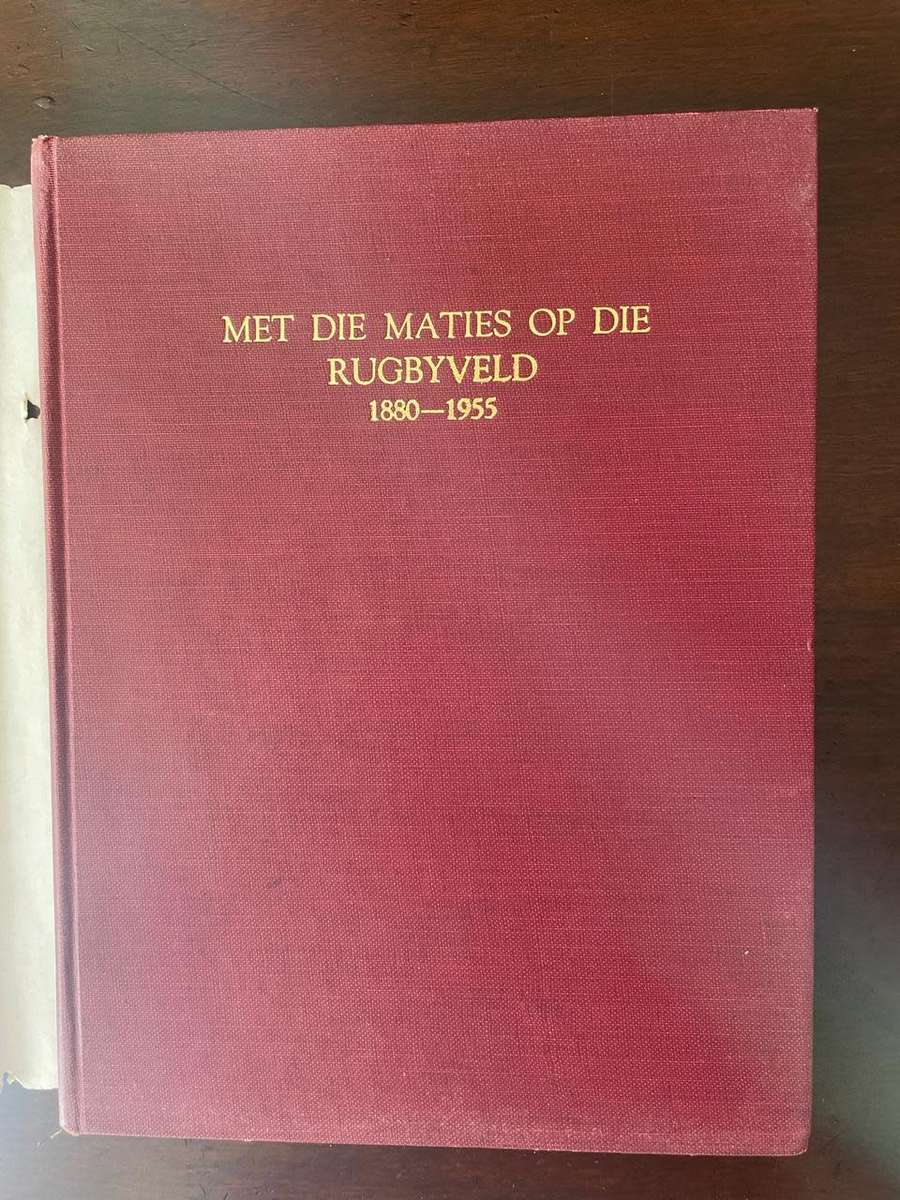 MET DIE MATIES OP DIE
RUGBYVELD
1880—1955